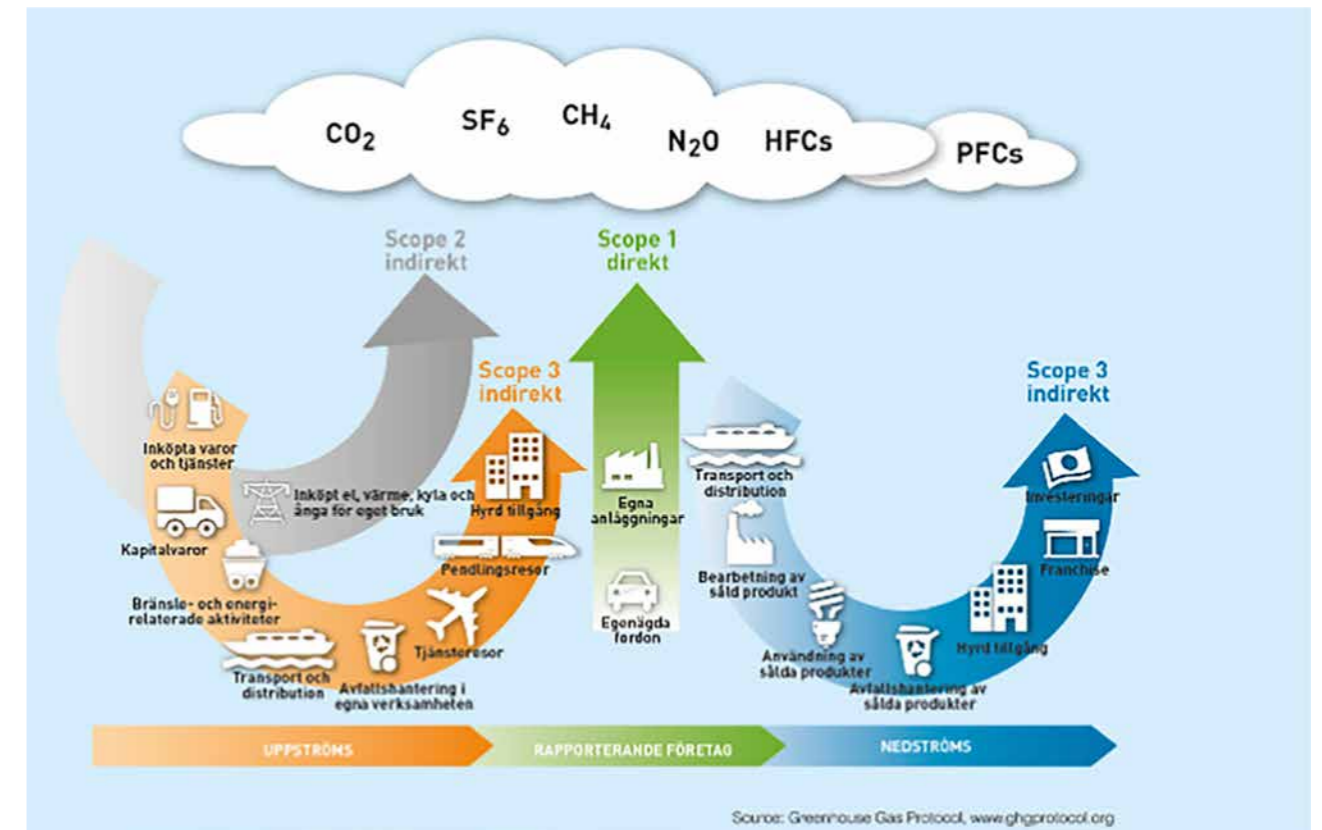 CO2
SF6
CH4
N2O
HFCs
PFCs
Scope 2
indirekt
Scope 1
direkt
Scope 3
indirekt
Scope 3
indirekt
Inköpta varor
och tjänster
Kapitalvaror
Bränsle- och energi-
relaterade aktiviteter
Transport och
distribution
Avfallshantering i
egna verksamheten
Tjänsteresor
Pendlingsresor
Hyrd tillgång
Inköpt el, värme, kyla och
ånga för eget bruk
Egna
anläggningar
Egenägda
fordon
Transport och
distribution
Bearbetning av
såld produkt
Användning av
sålda produkter
Avfallshantering av
sålda produkter
Hyrd tillgång
Franchise
Investeringar
UPPSTRÖMS
RAPPORTERANDE FÖRETAG
NEDSTRÖMS
Source: Greenhouse Gas Protocol, www.ghgprotocol.org